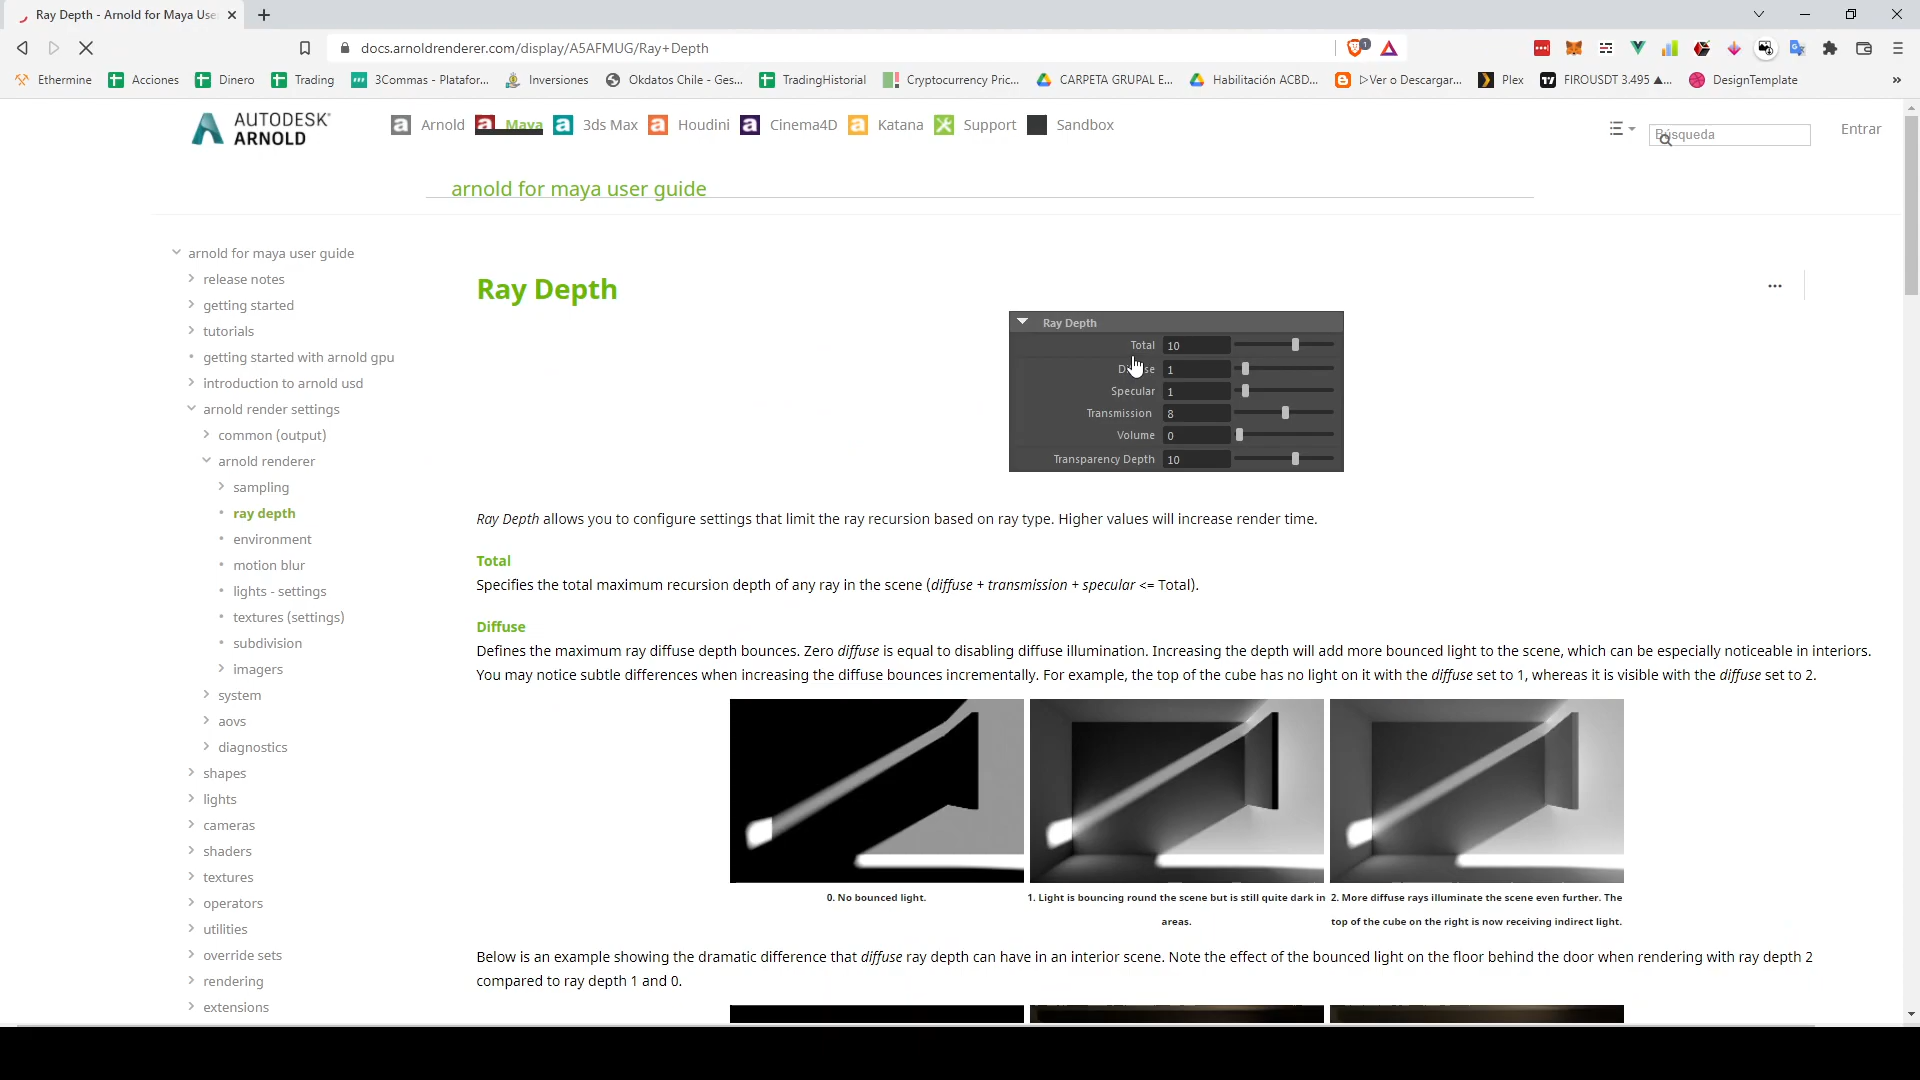 Ray Depth - Arnold for Maya Use
docs.arnoldrenderer.com/display/A5AFMUG/Ray+Depth
1
Ethermine
Acciones
Dinero
Trading
3Commas - Platafor...
Inversiones
Okdatos Chile - Ges...
TradingHistorial
Cryptocurrency Pric...
CARPETA GRUPAL E...
Habilitación ACBD...
▷Ver o Descargar...
Plex
FIROUSDT 3.495 ▲...
DesignTemplate
»
AUTODESK®
ARNOLD
Arnold
Maya
3ds Max
Houdini
Cinema4D
Katana
Support
Sandbox
Búsqueda
Entrar
arnold for maya user guide
arnold for maya user guide
release notes
getting started
tutorials
getting started with arnold gpu
introduction to arnold usd
arnold render settings
common (output)
arnold renderer
sampling
ray depth
environment
motion blur
lights - settings
textures (settings)
subdivision
imagers
system
aovs
diagnostics
shapes
lights
cameras
shaders
textures
operators
utilities
override sets
rendering
extensions
Ray Depth
Ray Depth
Total 10
Diffuse 1
Specular 1
Transmission 8
Volume 0
Transparency Depth 10
Ray Depth allows you to configure settings that limit the ray recursion based on ray type. Higher values will increase render time.
Total
Specifies the total maximum recursion depth of any ray in the scene (diffuse + transmission + specular <= Total).
Diffuse
Defines the maximum ray diffuse depth bounces. Zero diffuse is equal to disabling diffuse illumination. Increasing the depth will add more bounced light to the scene, which can be especially noticeable in interiors.
You may notice subtle differences when increasing the diffuse bounces incrementally. For example, the top of the cube has no light on it with the diffuse set to 1, whereas it is visible with the diffuse set to 2.
0. No bounced light.
1. Light is bouncing round the scene but is still quite dark in
areas.
2. More diffuse rays illuminate the scene even further. The
top of the cube on the right is now receiving indirect light.
Below is an example showing the dramatic difference that diffuse ray depth can have in an interior scene. Note the effect of the bounced light on the floor behind the door when rendering with ray depth 2
compared to ray depth 1 and 0.